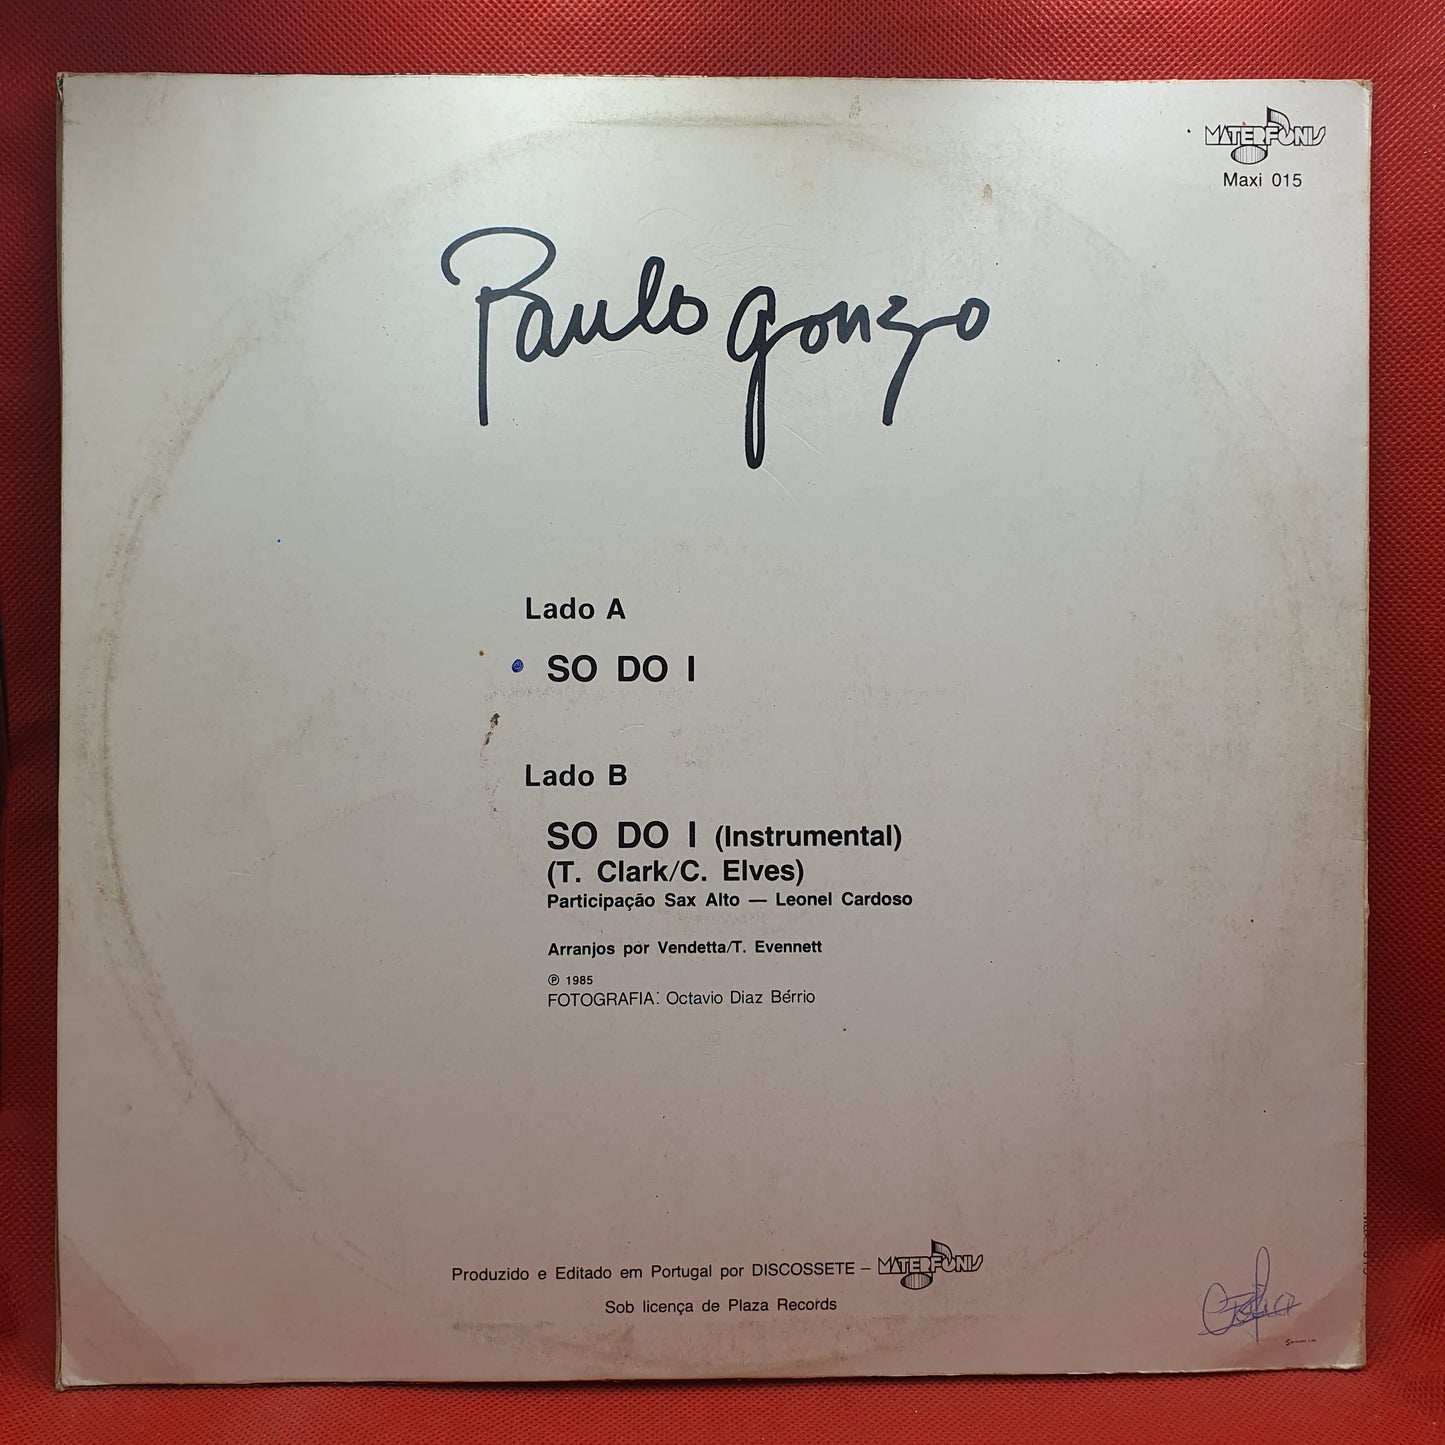 MATERFONIS
Maxi 015
Paulo gonzo
Lado A
SO DO I
Lado B
SO DO I (Instrumental)
(T. Clark/C. Elves)
Participação Sax Alto — Leonel Cardoso
Arranjos por Vendetta/T. Evennett
℗ 1985
FOTOGRAFIA: Octavio Diaz Bérrio
Produzido e Editado em Portugal por DISCOSSETE – MATERFONIS
Sob licença de Plaza Records